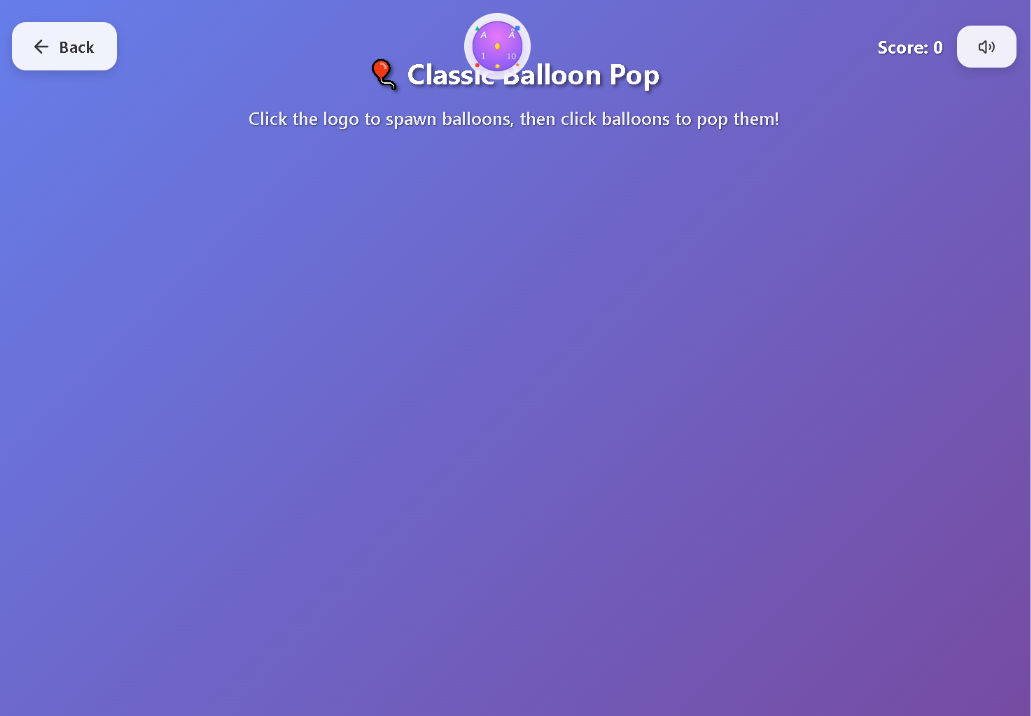 Back
A Â
1 10
Score: 0
Classic Balloon Pop
Click the logo to spawn balloons, then click balloons to pop them!